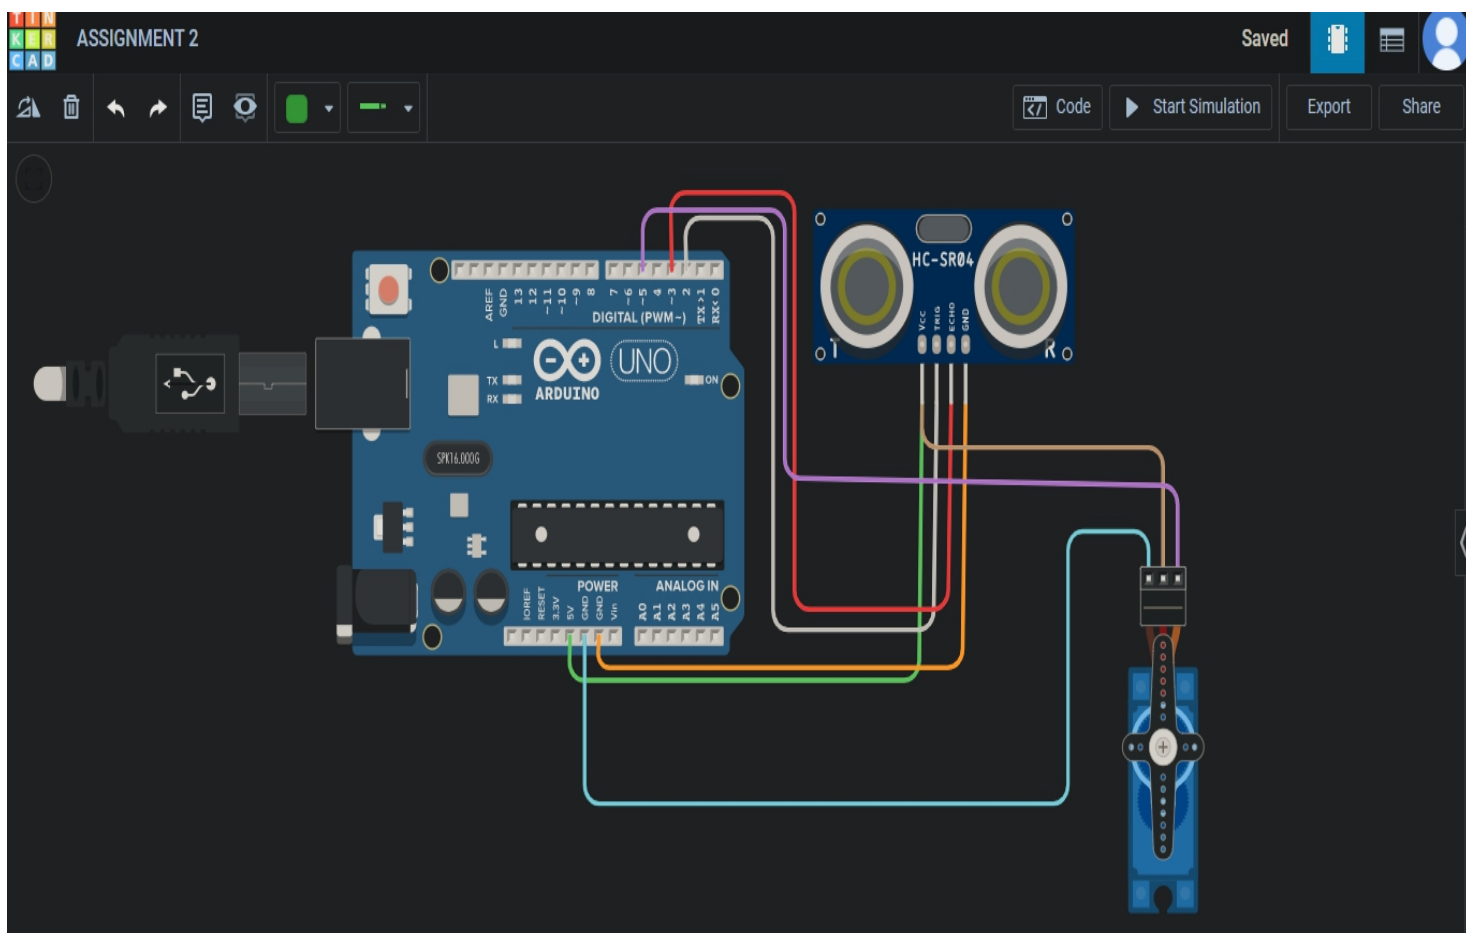 TIN
KER
CAD
ASSIGNMENT 2
Saved
Code
Start Simulation
Export
Share
HC-SR04
VCC
TRIG
ECHO
GND
T
R
AREF
GND
13
12
~11
~10
~9
8
7
~6
~5
4
~3
2
TX>1
RX<0
DIGITAL (PWM~)
L
TX
RX
ARDUINO
UNO
ON
SPK16.000G
POWER
ANALOG IN
IOREF
RESET
3.3V
5V
GND
GND
Vin
A0
A1
A2
A3
A4
A5